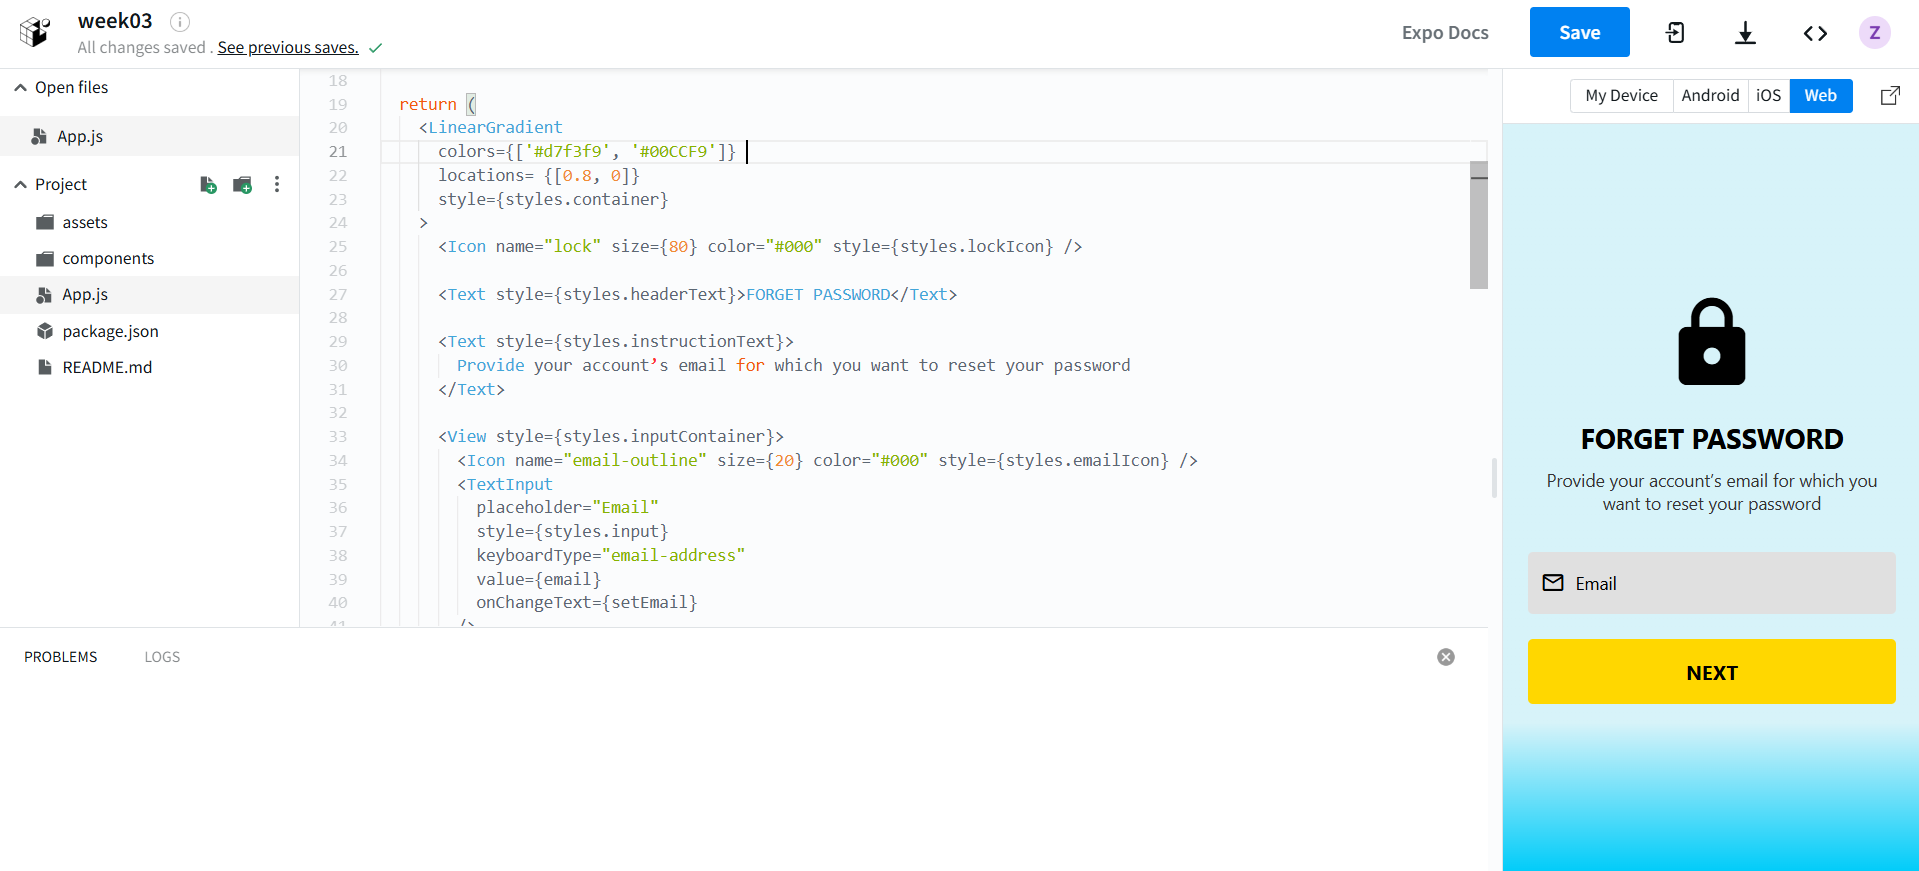 week03
All changes saved . See previous saves.
Expo Docs
Save
Z
Open files
App.js
Project
assets
components
App.js
package.json
README.md
18
19 return (
20 <LinearGradient
21 colors={['#d7f3f9', '#00CCF9']}
22 locations= {[0.8, 0]}
23 style={styles.container}
24 >
25 <Icon name="lock" size={80} color="#000" style={styles.lockIcon} />
26
27 <Text style={styles.headerText}>FORGET PASSWORD</Text>
28
29 <Text style={styles.instructionText}>
30 Provide your account’s email for which you want to reset your password
31 </Text>
32
33 <View style={styles.inputContainer}>
34 <Icon name="email-outline" size={20} color="#000" style={styles.emailIcon} />
35 <TextInput
36 placeholder="Email"
37 style={styles.input}
38 keyboardType="email-address"
39 value={email}
40 onChangeText={setEmail}
41 />
PROBLEMS
LOGS
My Device
Android
iOS
Web
FORGET PASSWORD
Provide your account’s email for which you
want to reset your password
Email
NEXT